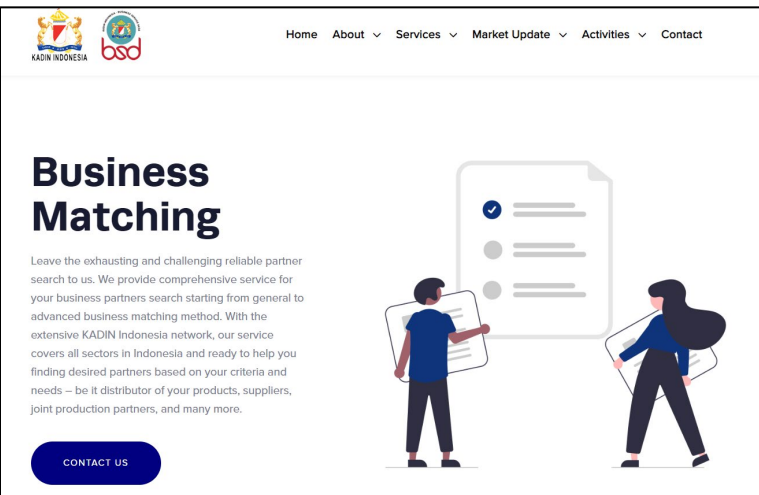 KADIN INDONESIA
bsd
Home About Services Market Update Activities Contact
Business
Matching
Leave the exhausting and challenging reliable partner
search to us. We provide comprehensive service for
your business partners search starting from general to
advanced business matching method. With the
extensive KADIN Indonesia network, our service
covers all sectors in Indonesia and ready to help you
finding desired partners based on your criteria and
needs – be it distributor of your products, suppliers,
joint production partners, and many more.
CONTACT US